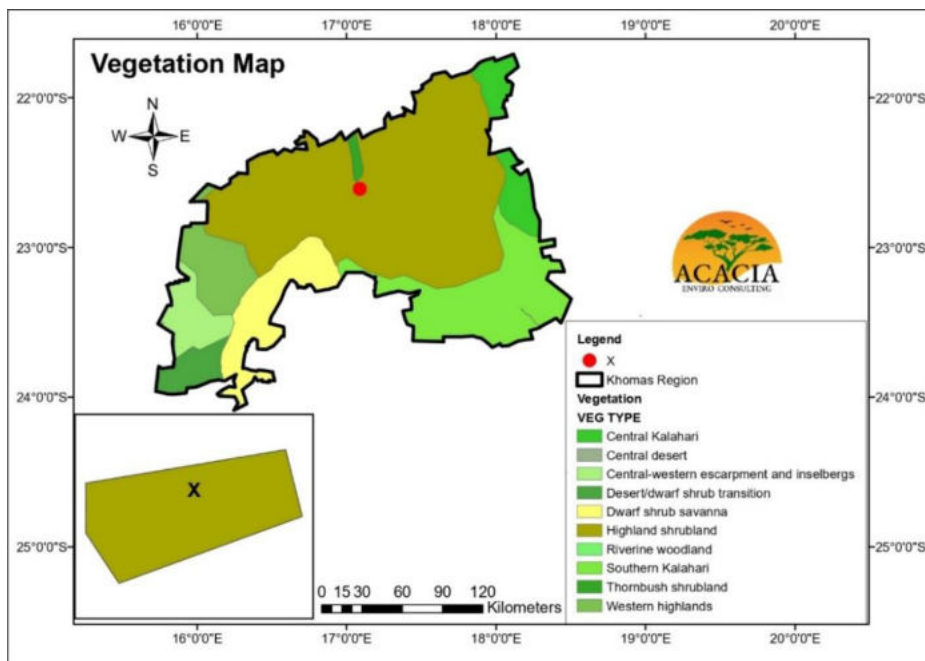 16°0'0"E 17°0'0"E 18°0'0"E 19°0'0"E 20°0'0"E
Vegetation Map
N
W E
S
22°0'0"S 22°0'0"S
23°0'0"S 23°0'0"S
24°0'0"S 24°0'0"S
25°0'0"S 25°0'0"S
ACACIA
ENVIRO CONSULTING
Legend
X
Khomas Region
Vegetation
VEG TYPE
Central Kalahari
Central desert
Central-western escarpment and inselbergs
Desert/dwarf shrub transition
Dwarf shrub savanna
Highland shrubland
Riverine woodland
Southern Kalahari
Thornbush shrubland
Western highlands
X
0 15 30 60 90 120
Kilometers
16°0'0"E 17°0'0"E 18°0'0"E 19°0'0"E 20°0'0"E